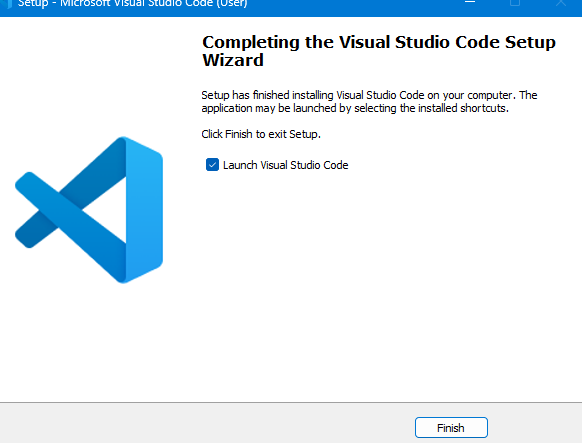 Setup - Microsoft Visual Studio Code (User)
Completing the Visual Studio Code Setup
Wizard
Setup has finished installing Visual Studio Code on your computer. The
application may be launched by selecting the installed shortcuts.
Click Finish to exit Setup.
Launch Visual Studio Code
Finish